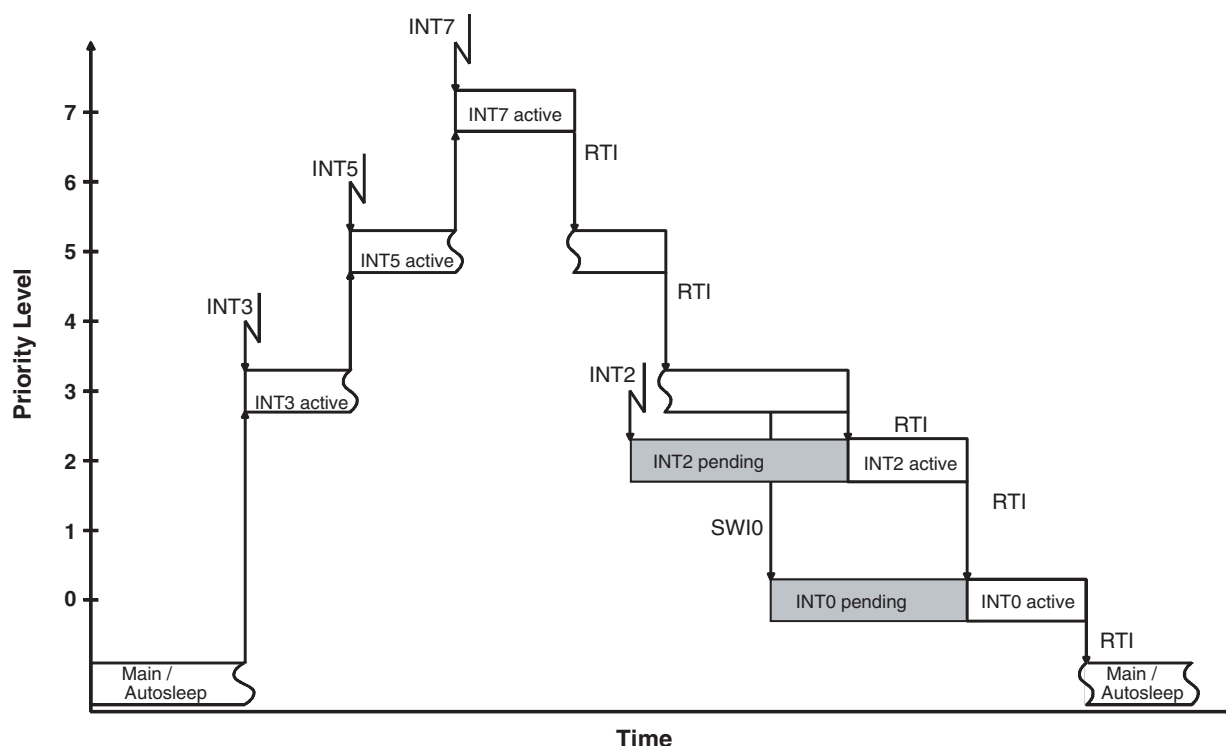 INT7
7
INT7 active
RTI
INT5
6
5
INT5 active
RTI
INT3
4
Priority Level
3
INT3 active
INT2
RTI
2
INT2 pending
INT2 active
RTI
1
SWI0
0
INT0 pending
INT0 active
RTI
Main /
Autosleep
Main /
Autosleep
Time